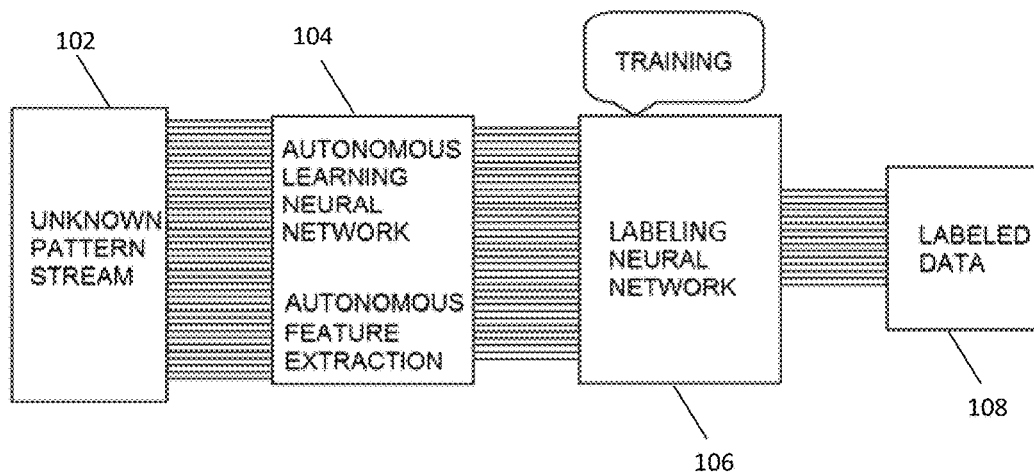 102
104
TRAINING
UNKNOWN
PATTERN
STREAM
AUTONOMOUS
LEARNING
NEURAL
NETWORK
AUTONOMOUS
FEATURE
EXTRACTION
LABELING
NEURAL
NETWORK
LABELED
DATA
106
108